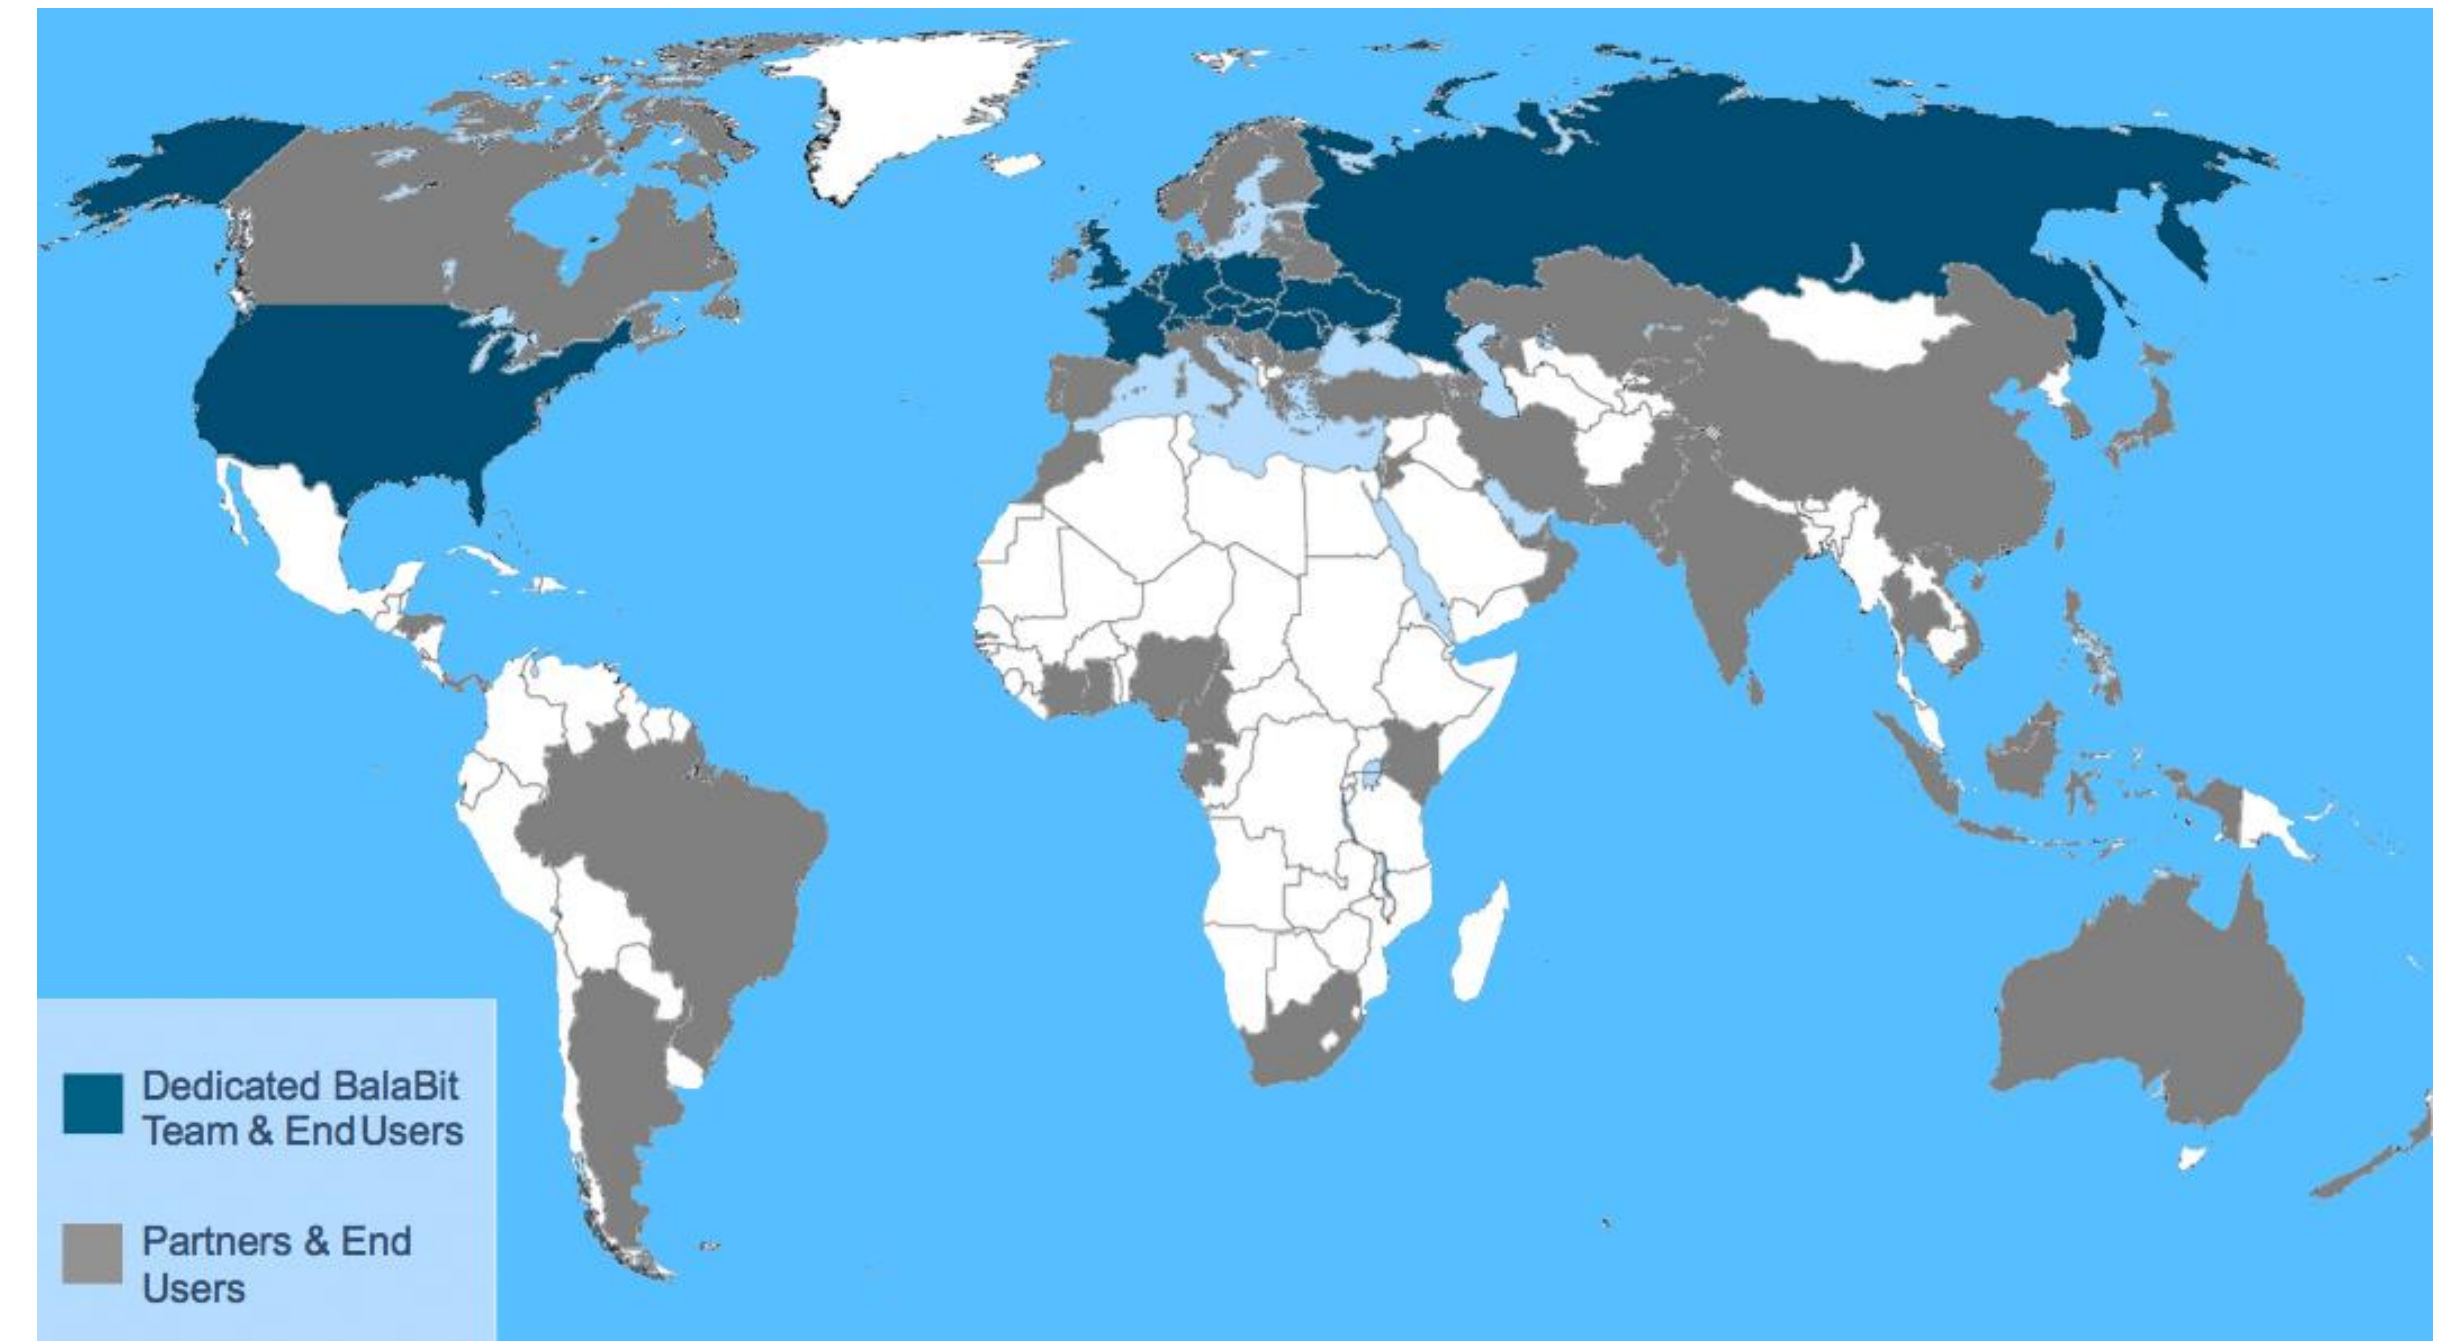 Dedicated BalaBit
Team & End Users
Partners & End
Users